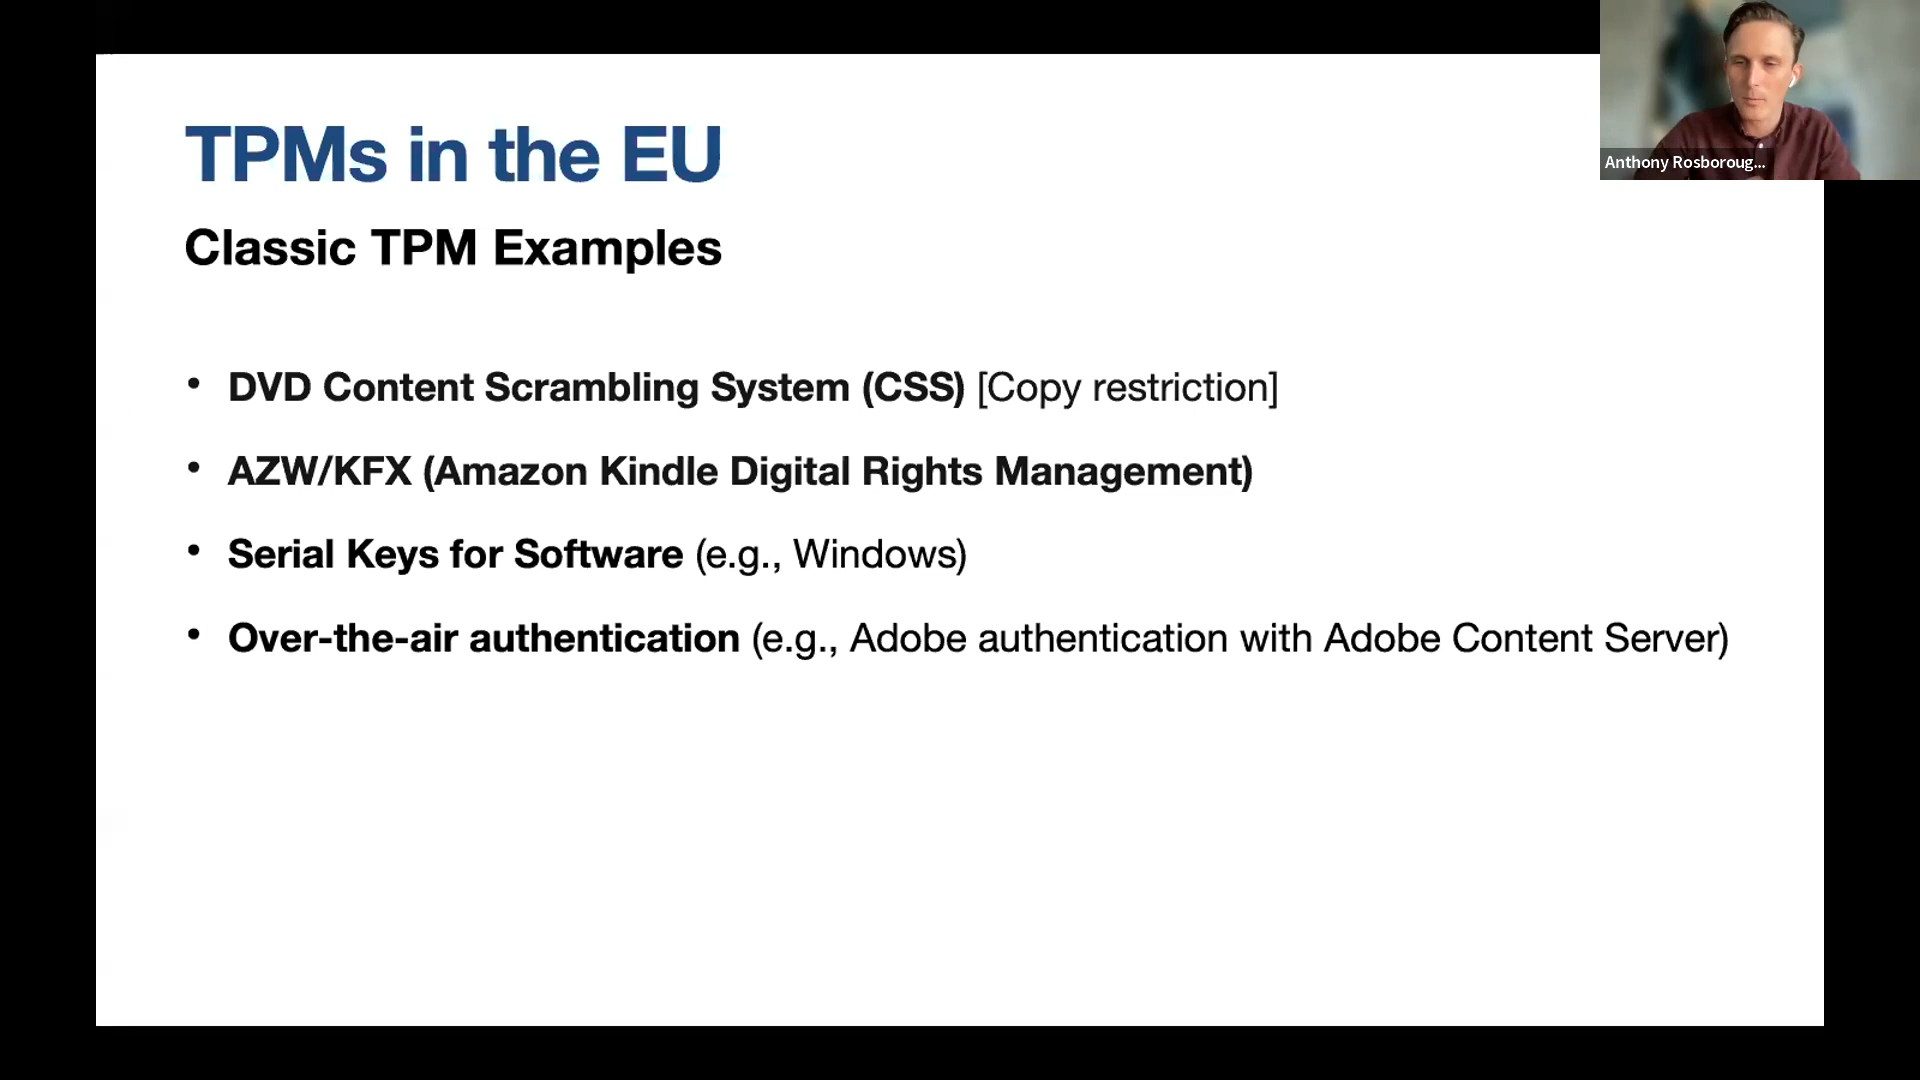 TPMs in the EU
Classic TPM Examples
• DVD Content Scrambling System (CSS) [Copy restriction]
• AZW/KFX (Amazon Kindle Digital Rights Management)
• Serial Keys for Software (e.g., Windows)
• Over-the-air authentication (e.g., Adobe authentication with Adobe Content Server)
Anthony Rosboroug...